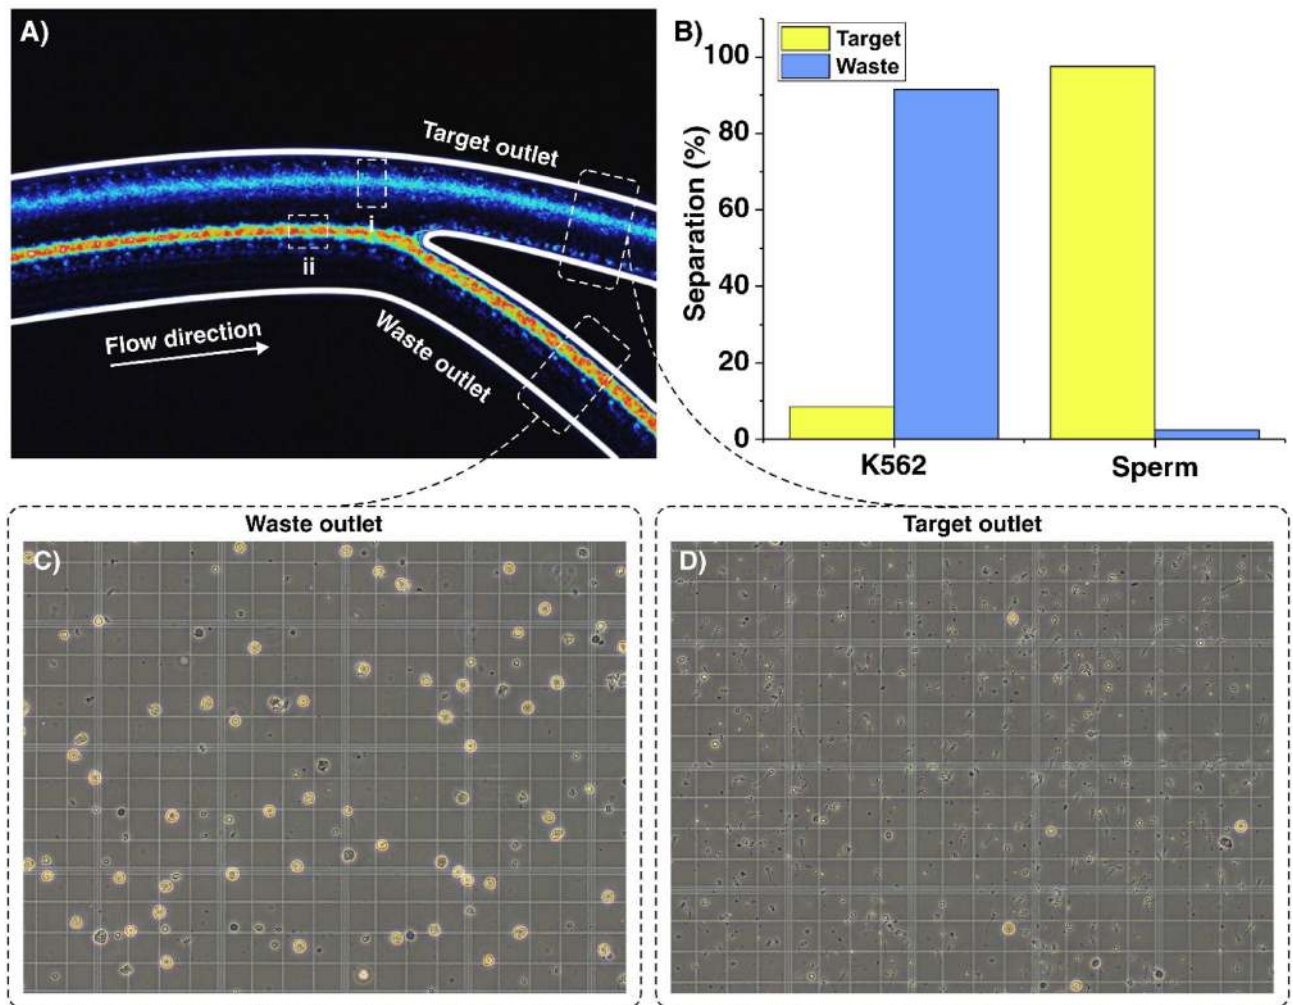 A)
Target outlet
i
ii
Flow direction
Waste outlet
B)
Target
Waste
Separation (%)
100
80
60
40
20
0
K562
Sperm
Waste outlet
C)
Target outlet
D)